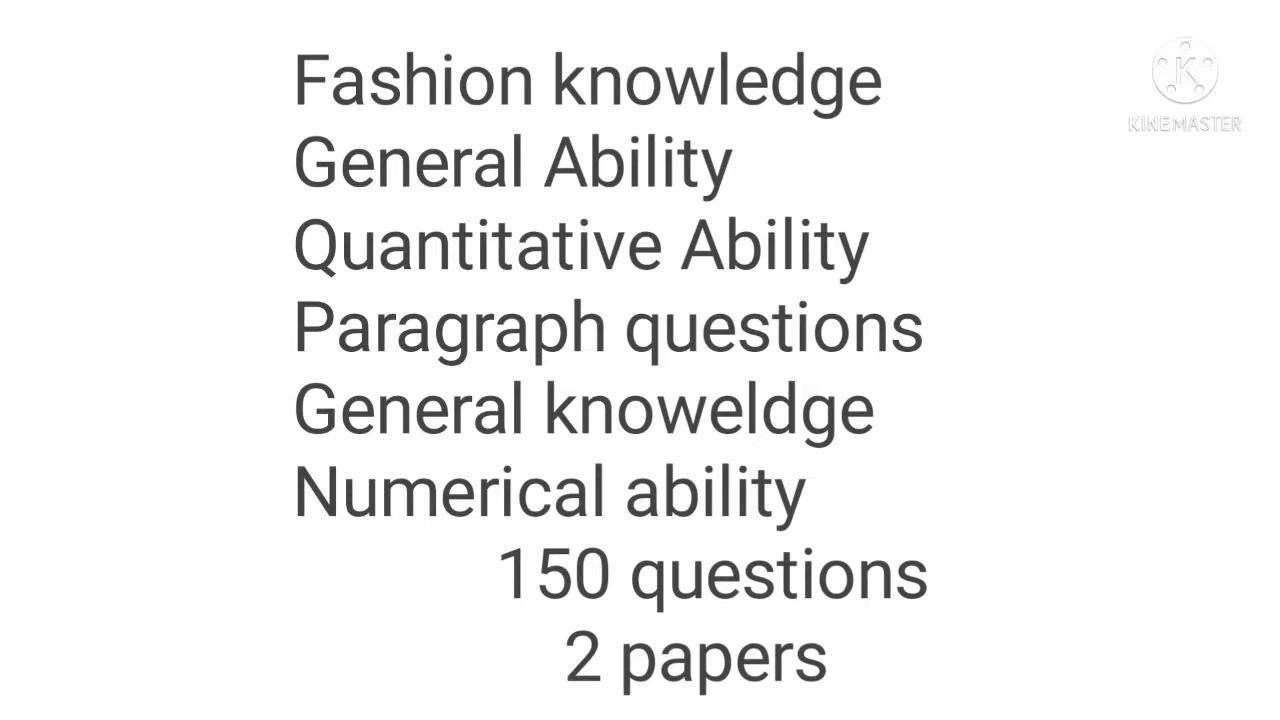 Fashion knowledge
General Ability
Quantitative Ability
Paragraph questions
General knoweldge
Numerical ability
150 questions
2 papers
K
KINEMASTER